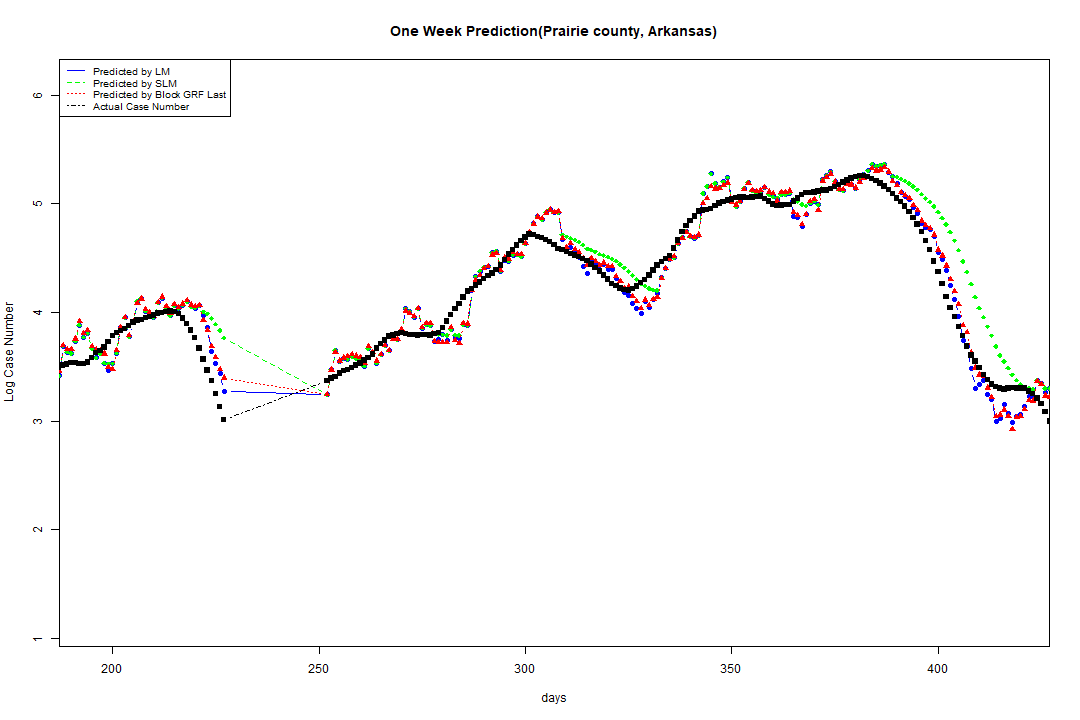 One Week Prediction(Prairie county, Arkansas)
Predicted by LM
Predicted by SLM
Predicted by Block GRF Last
Actual Case Number
6
5
4
3
2
1
Log Case Number
200 250 300 350 400
days